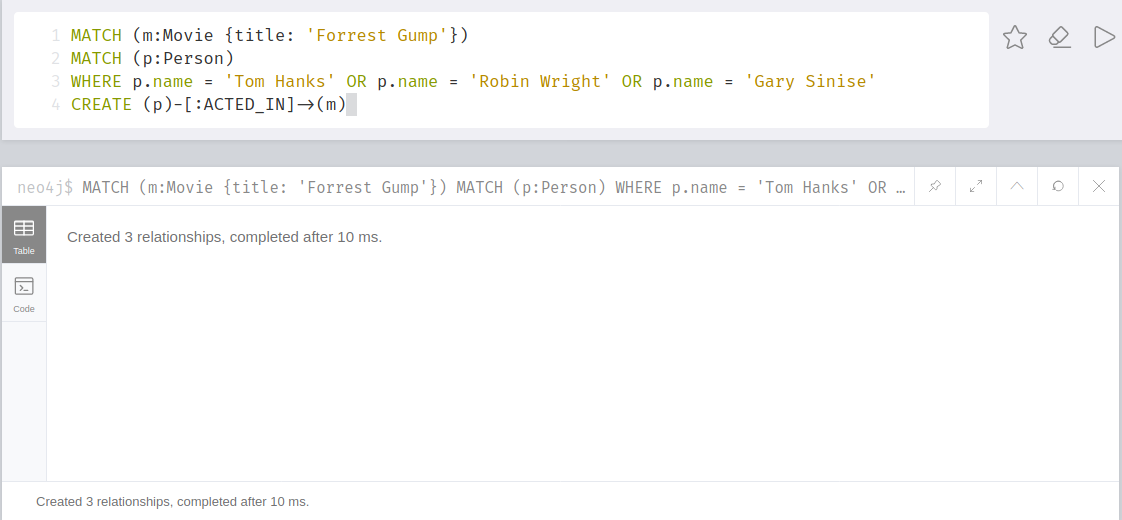 1 MATCH (m:Movie {title: 'Forrest Gump'})
2 MATCH (p:Person)
3 WHERE p.name = 'Tom Hanks' OR p.name = 'Robin Wright' OR p.name = 'Gary Sinise'
4 CREATE (p)-[:ACTED_IN]->(m)
neo4j$ MATCH (m:Movie {title: 'Forrest Gump'}) MATCH (p:Person) WHERE p.name = 'Tom Hanks' OR …
Table
Created 3 relationships, completed after 10 ms.
Code
Created 3 relationships, completed after 10 ms.